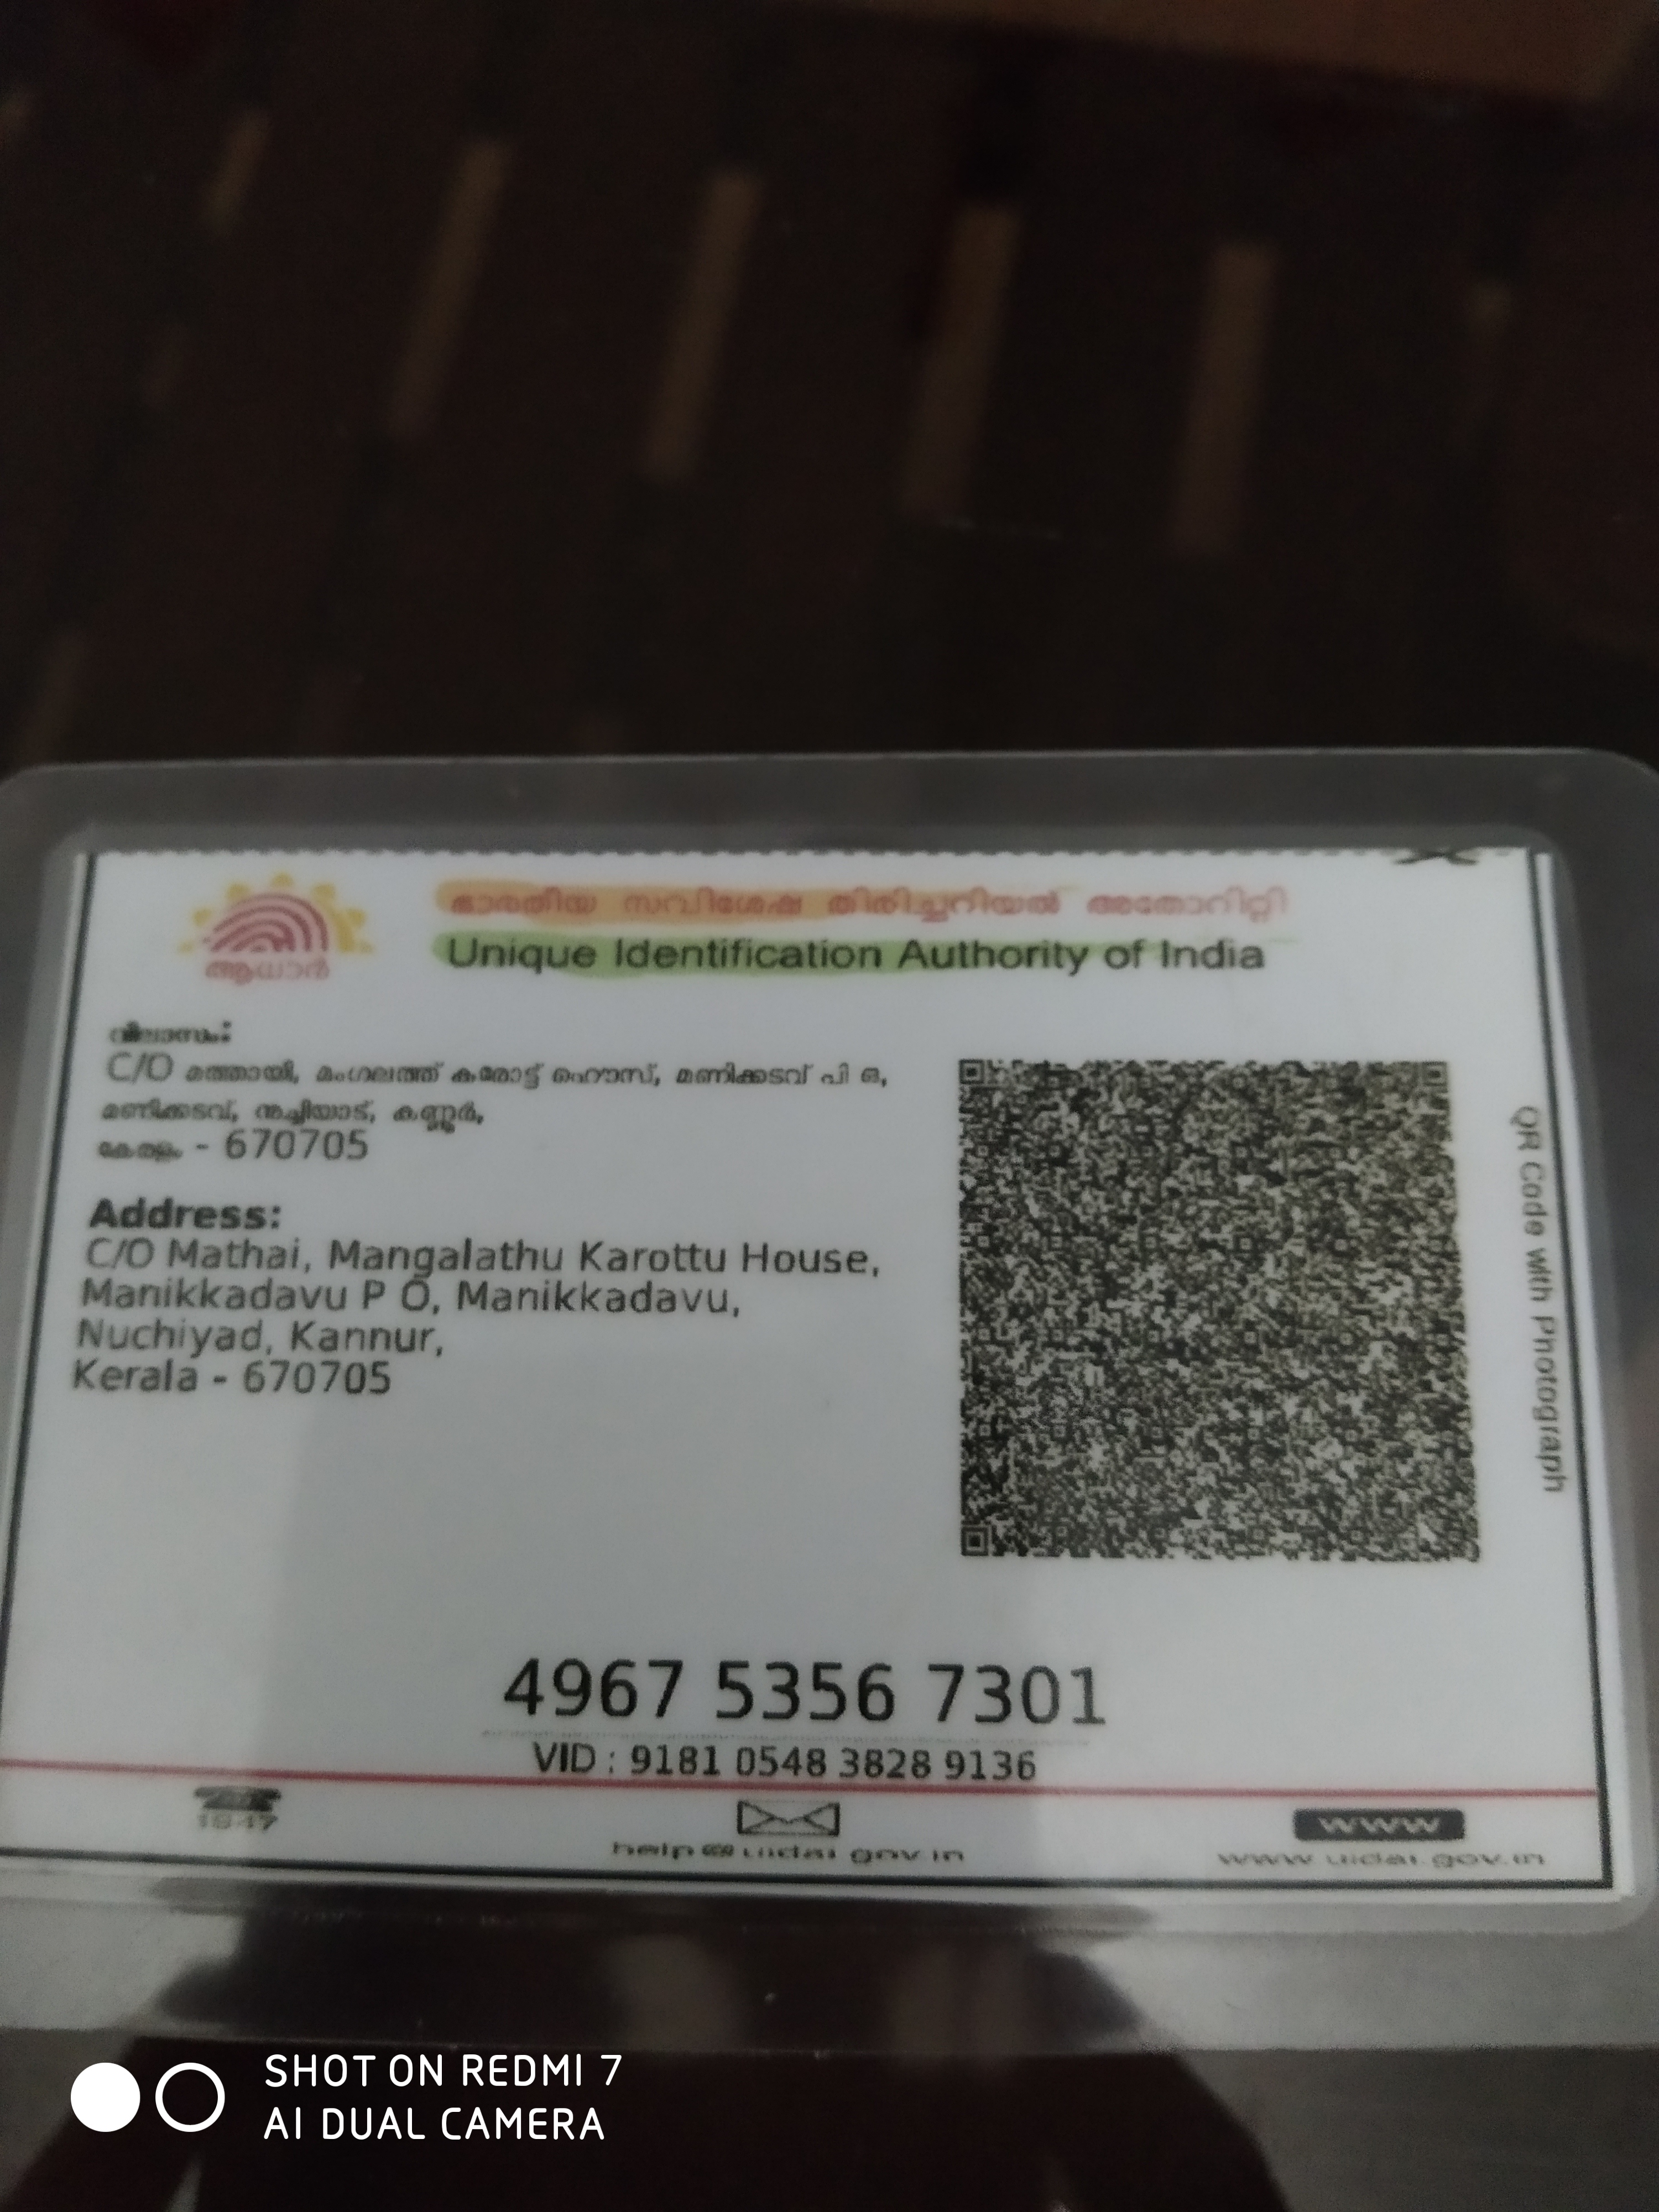 ഭാരതീയ സവിശേഷ തിരിച്ചറിയൽ അതോറിറ്റി
Unique Identification Authority of India
ആധാർ
വിലാസം:
C/O മത്തായി, മംഗലത്ത് കരോട്ട് ഹൌസ്, മണിക്കടവ് പി ഒ,
മണിക്കടവ്, നുച്ചിയാട്, കണ്ണൂർ,
കേരളം - 670705
Address:
C/O Mathai, Mangalathu Karottu House,
Manikkadavu P O, Manikkadavu,
Nuchiyad, Kannur,
Kerala - 670705
QR Code with Photograph
4967 5356 7301
VID : 9181 0548 3828 9136
1947
help@uidai.gov.in
www
www.uidai.gov.in
SHOT ON REDMI 7
AI DUAL CAMERA